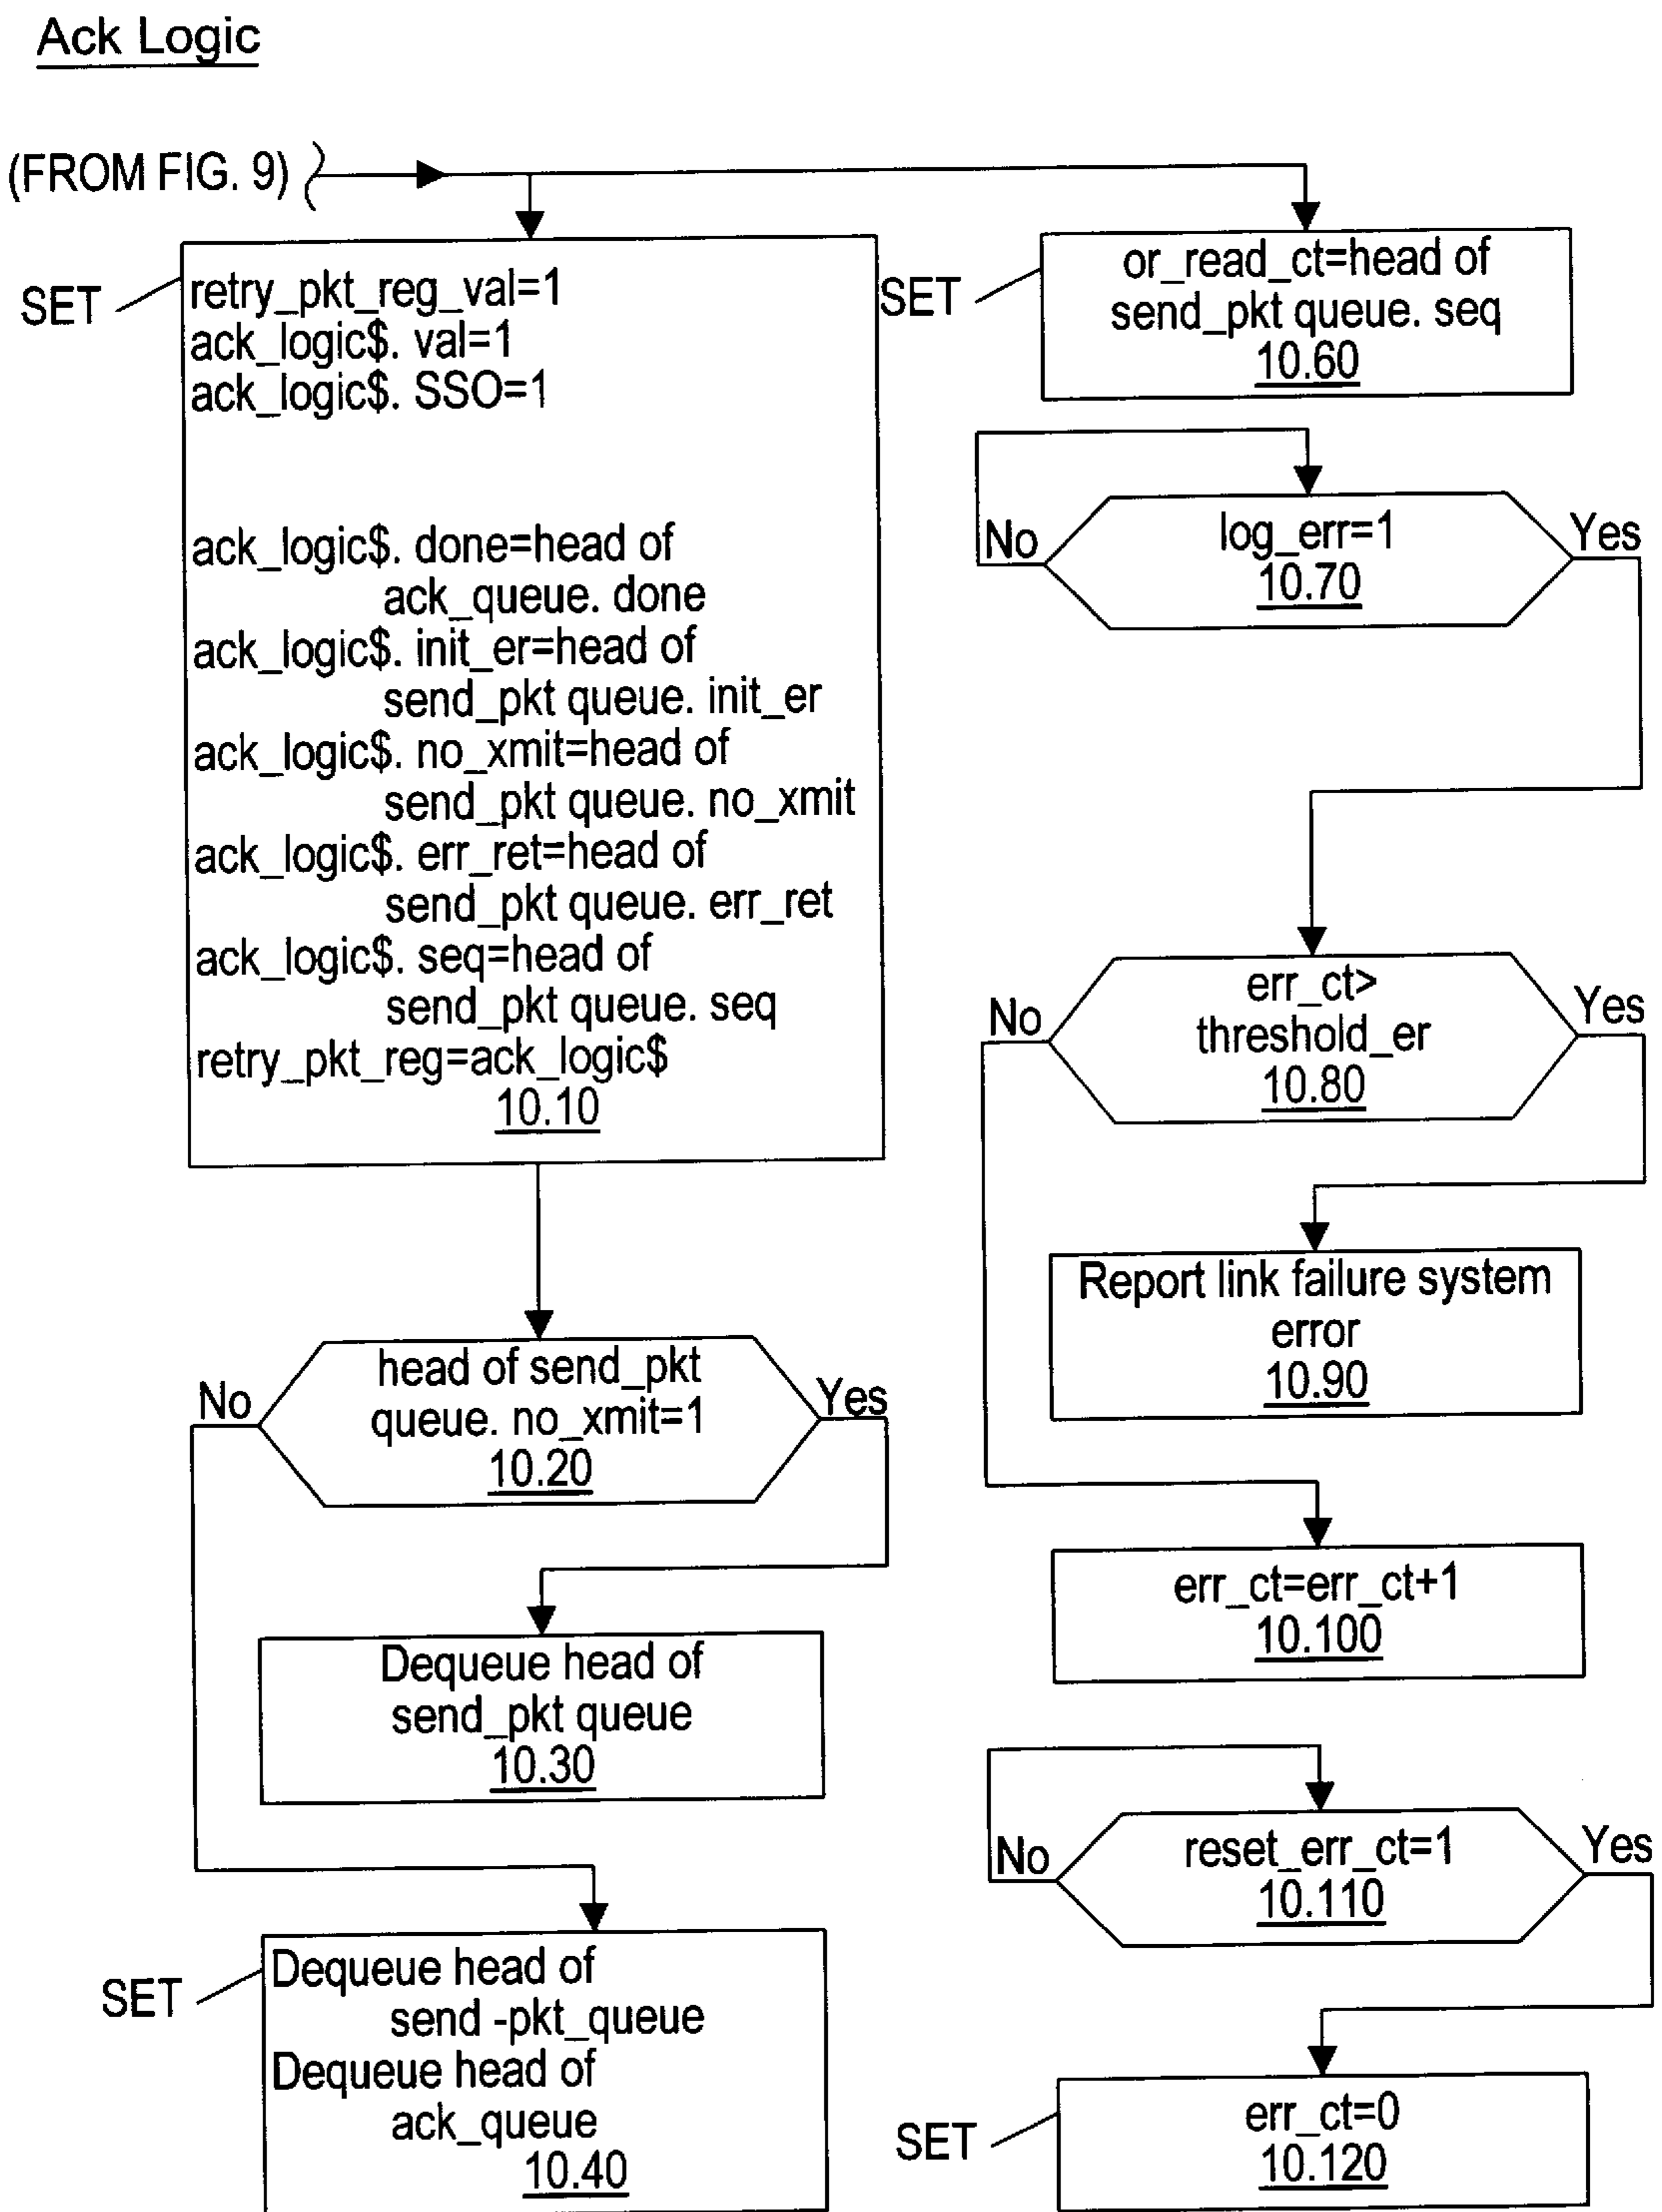 Ack Logic
(FROM FIG. 9)
SET
retry_pkt_reg_val=1
ack_logic$. val=1
ack_logic$. SSO=1
ack_logic$. done=head of
ack_queue. done
ack_logic$. init_er=head of
send_pkt queue. init_er
ack_logic$. no_xmit=head of
send_pkt queue. no_xmit
ack_logic$. err_ret=head of
send_pkt queue. err_ret
ack_logic$. seq=head of
send_pkt queue. seq
retry_pkt_reg=ack_logic$
10.10
No
head of send_pkt
queue. no_xmit=1
10.20
Yes
Dequeue head of
send_pkt queue
10.30
SET
Dequeue head of
send -pkt_queue
Dequeue head of
ack_queue
10.40
SET
or_read_ct=head of
send_pkt queue. seq
10.60
No
log_err=1
10.70
Yes
No
err_ct>
threshold_er
10.80
Yes
Report link failure system
error
10.90
err_ct=err_ct+1
10.100
No
reset_err_ct=1
10.110
Yes
SET
err_ct=0
10.120